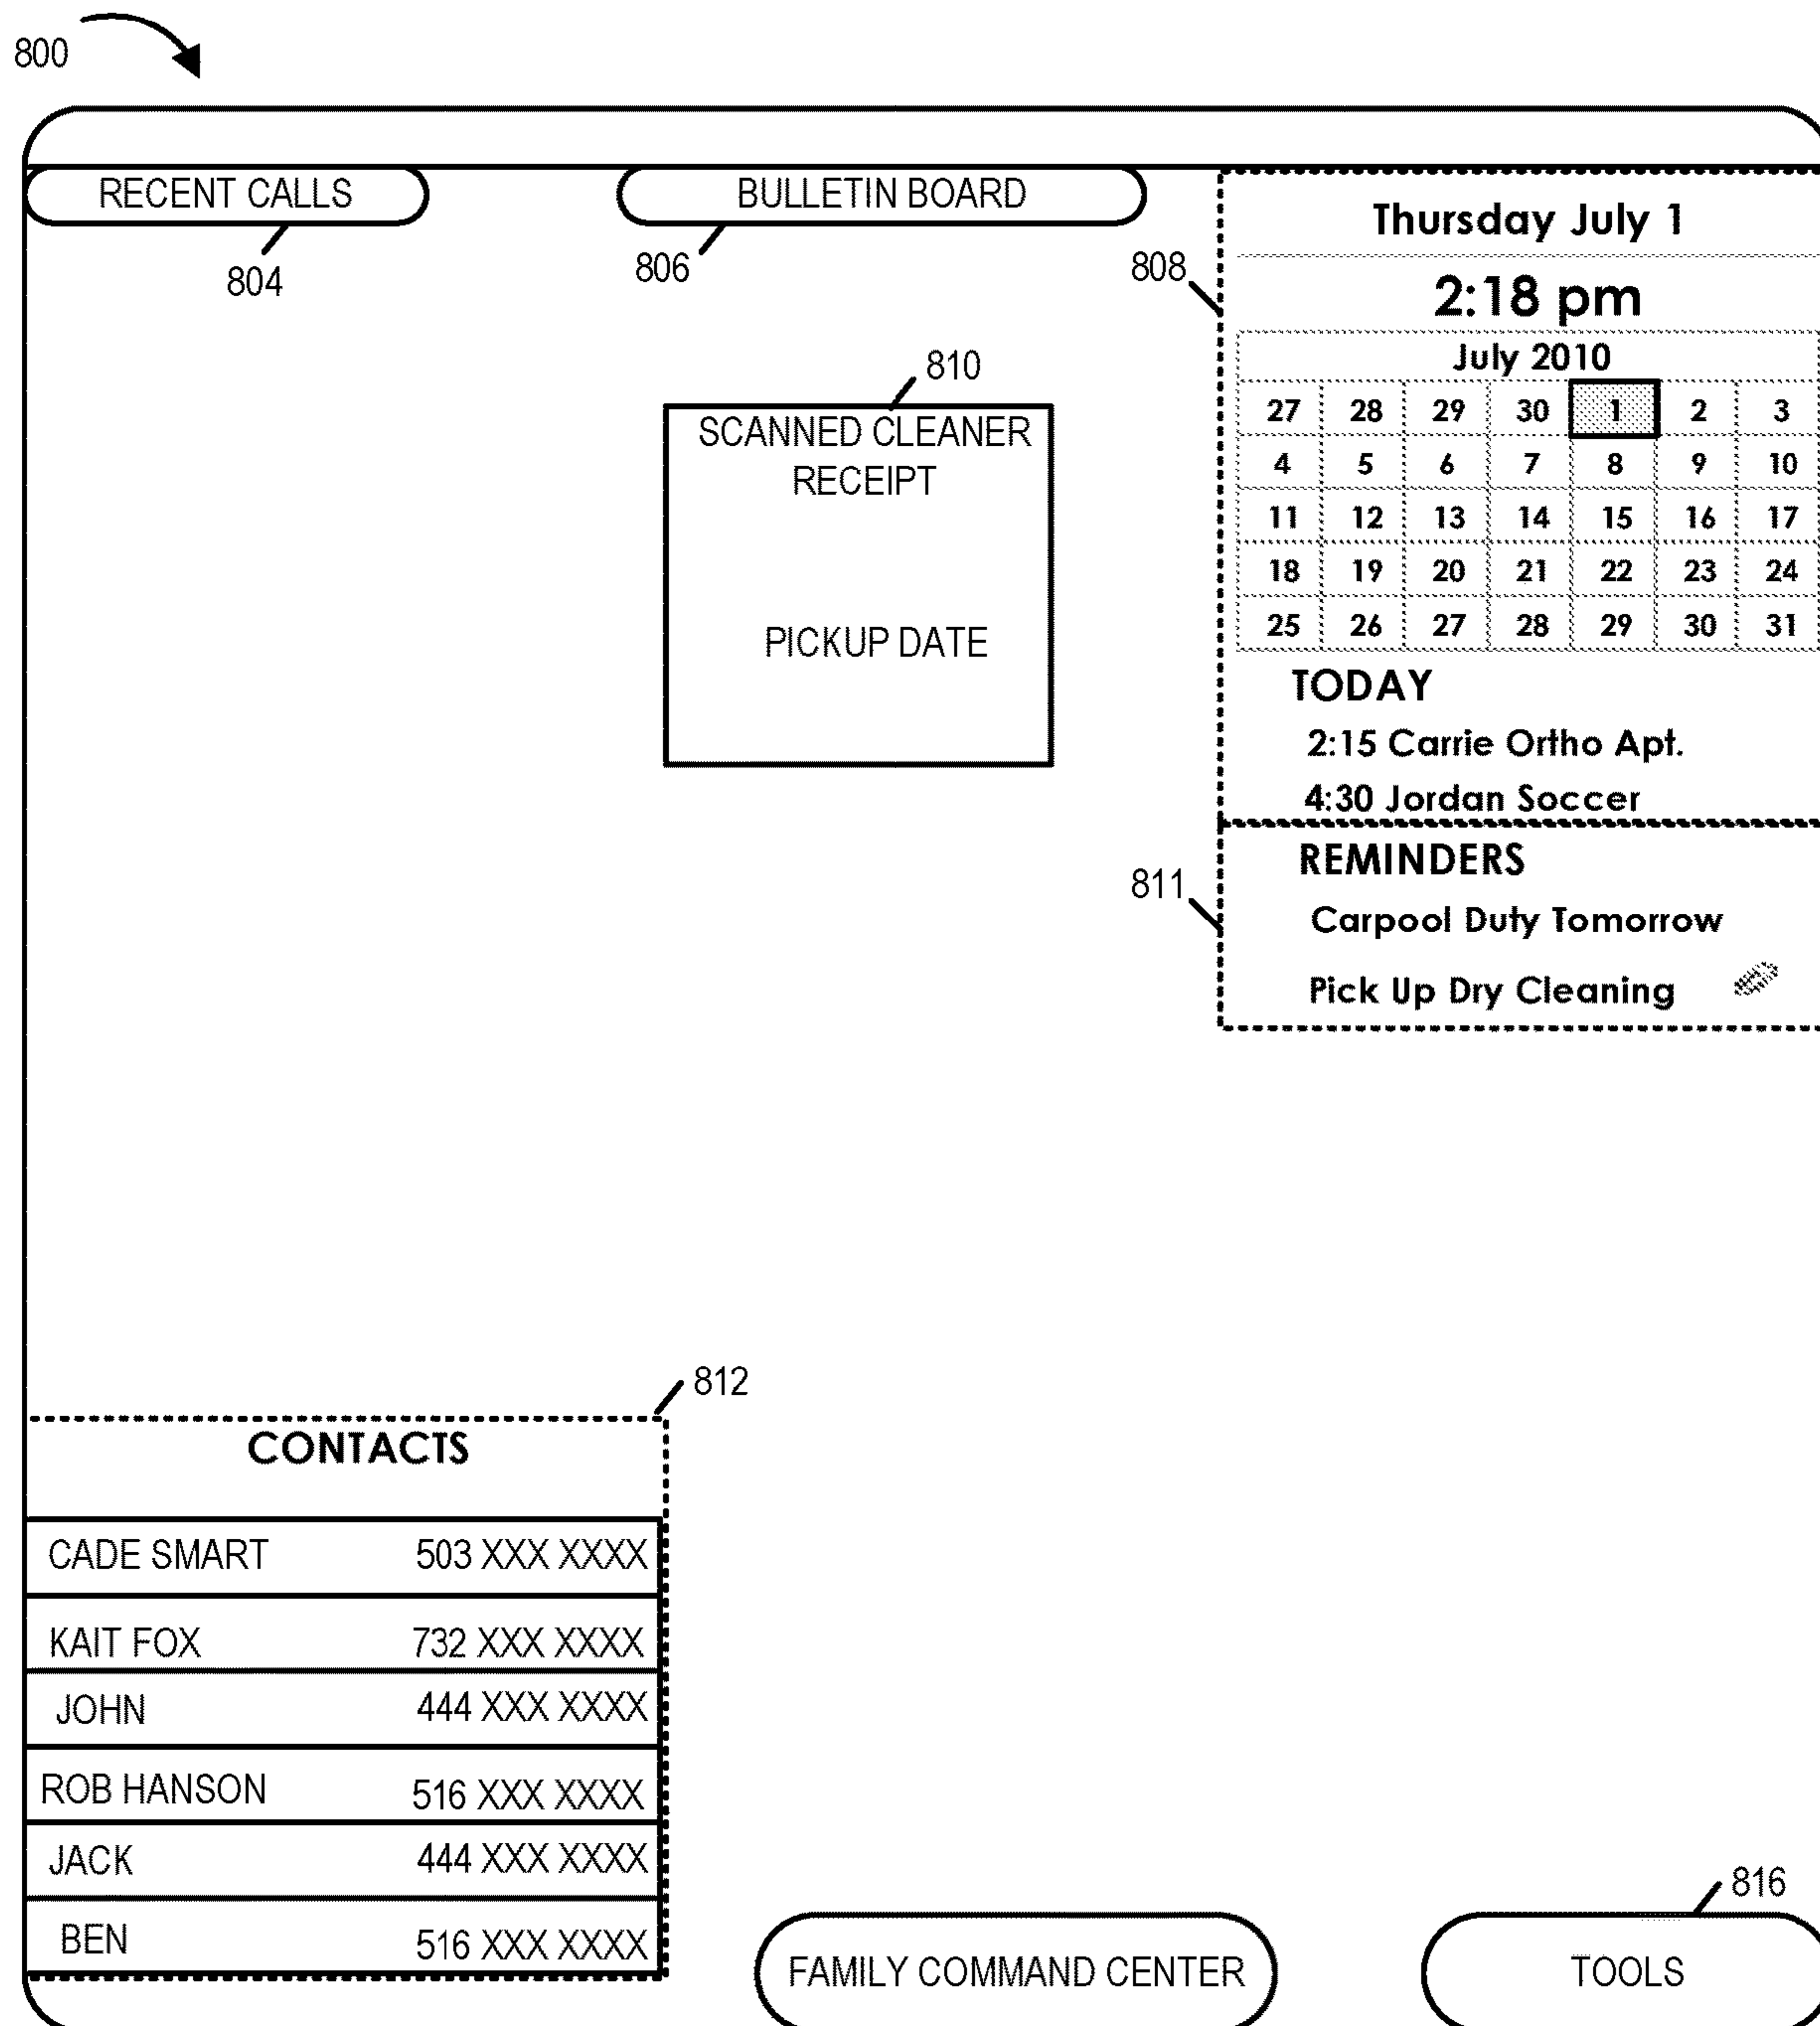 800
RECENT CALLS
BULLETIN BOARD
804
806
808
Thursday July 1
2:18 pm
July 2010
27 28 29 30 1 2 3
4 5 6 7 8 9 10
11 12 13 14 15 16 17
18 19 20 21 22 23 24
25 26 27 28 29 30 31
TODAY
2:15 Carrie Ortho Apt.
4:30 Jordan Soccer
810
SCANNED CLEANER
RECEIPT
PICKUP DATE
811
REMINDERS
Carpool Duty Tomorrow
Pick Up Dry Cleaning
812
CONTACTS
CADE SMART 503 XXX XXXX
KAIT FOX 732 XXX XXXX
JOHN 444 XXX XXXX
ROB HANSON 516 XXX XXXX
JACK 444 XXX XXXX
BEN 516 XXX XXXX
FAMILY COMMAND CENTER
816
TOOLS